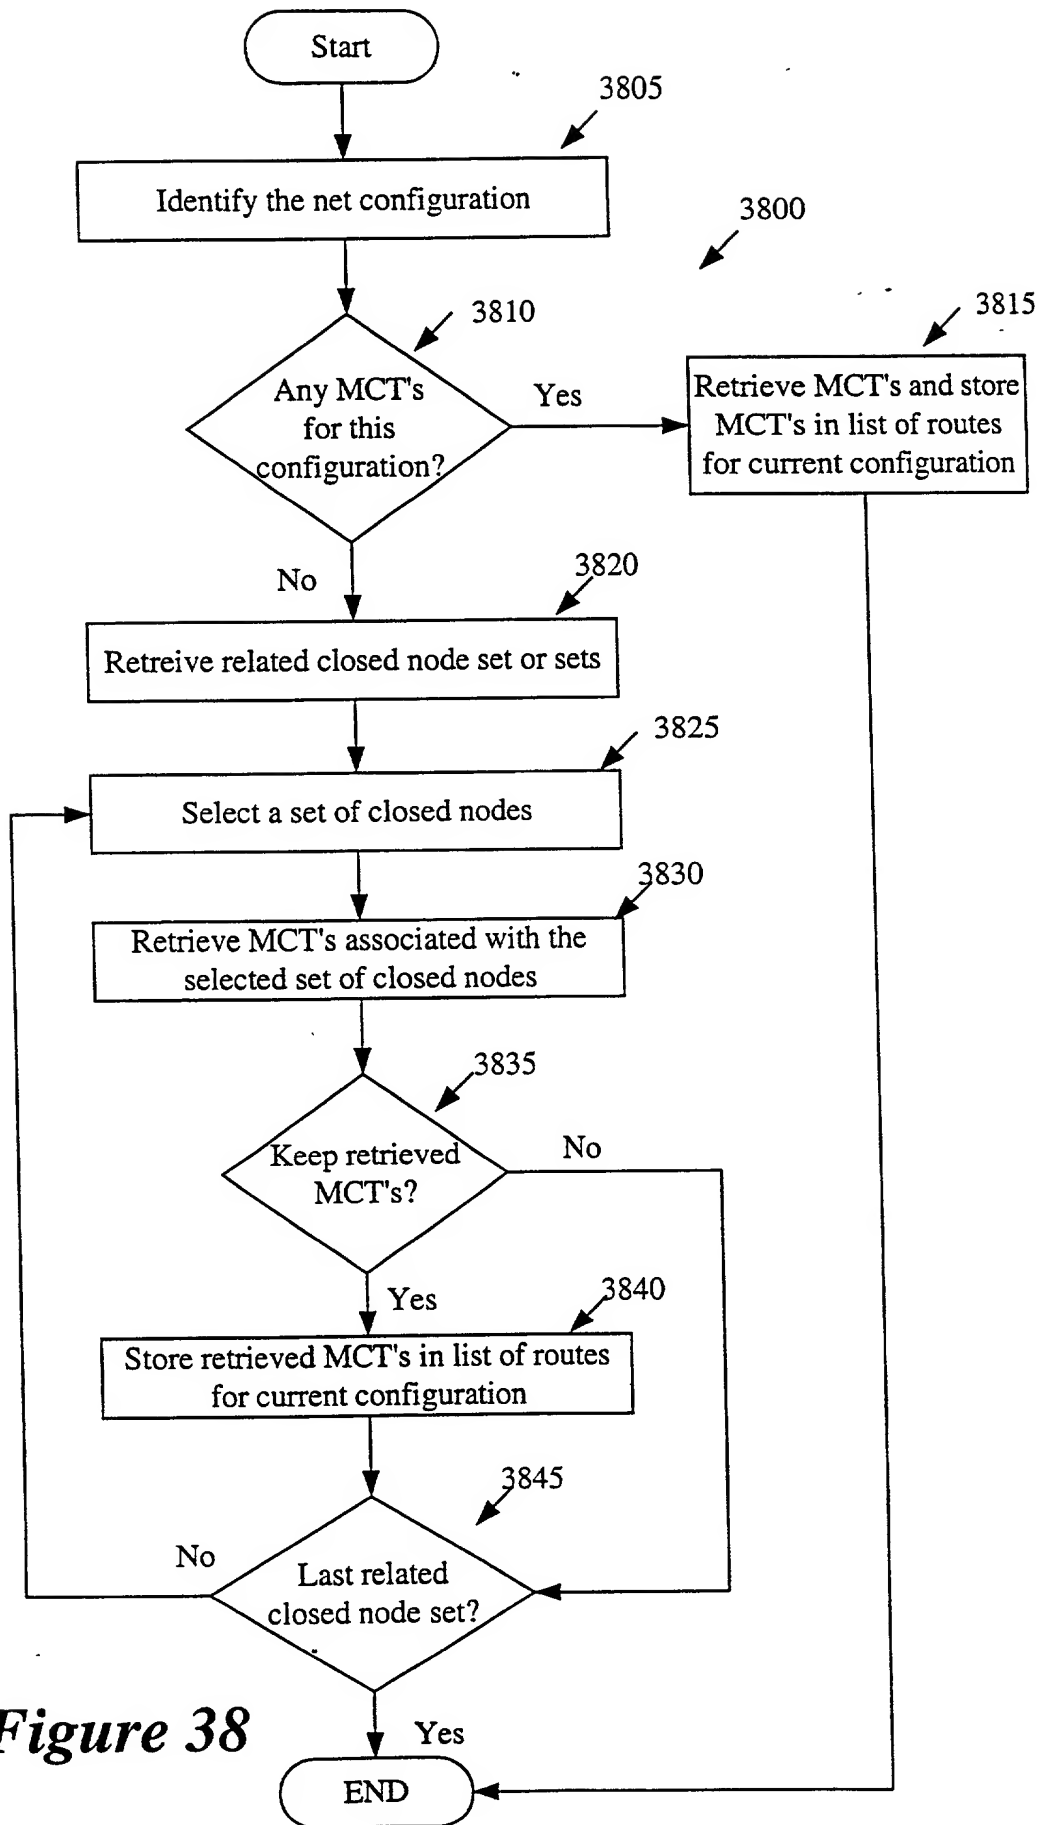 Start
3805
Identify the net configuration
3800
3810
3815
Any MCT's
for this
configuration?
Yes
Retrieve MCT's and store
MCT's in list of routes
for current configuration
No
3820
Retreive related closed node set or sets
3825
Select a set of closed nodes
3830
Retrieve MCT's associated with the
selected set of closed nodes
3835
Keep retrieved
MCT's?
No
Yes
3840
Store retrieved MCT's in list of routes
for current configuration
3845
No
Last related
closed node set?
Figure 38
Yes
END